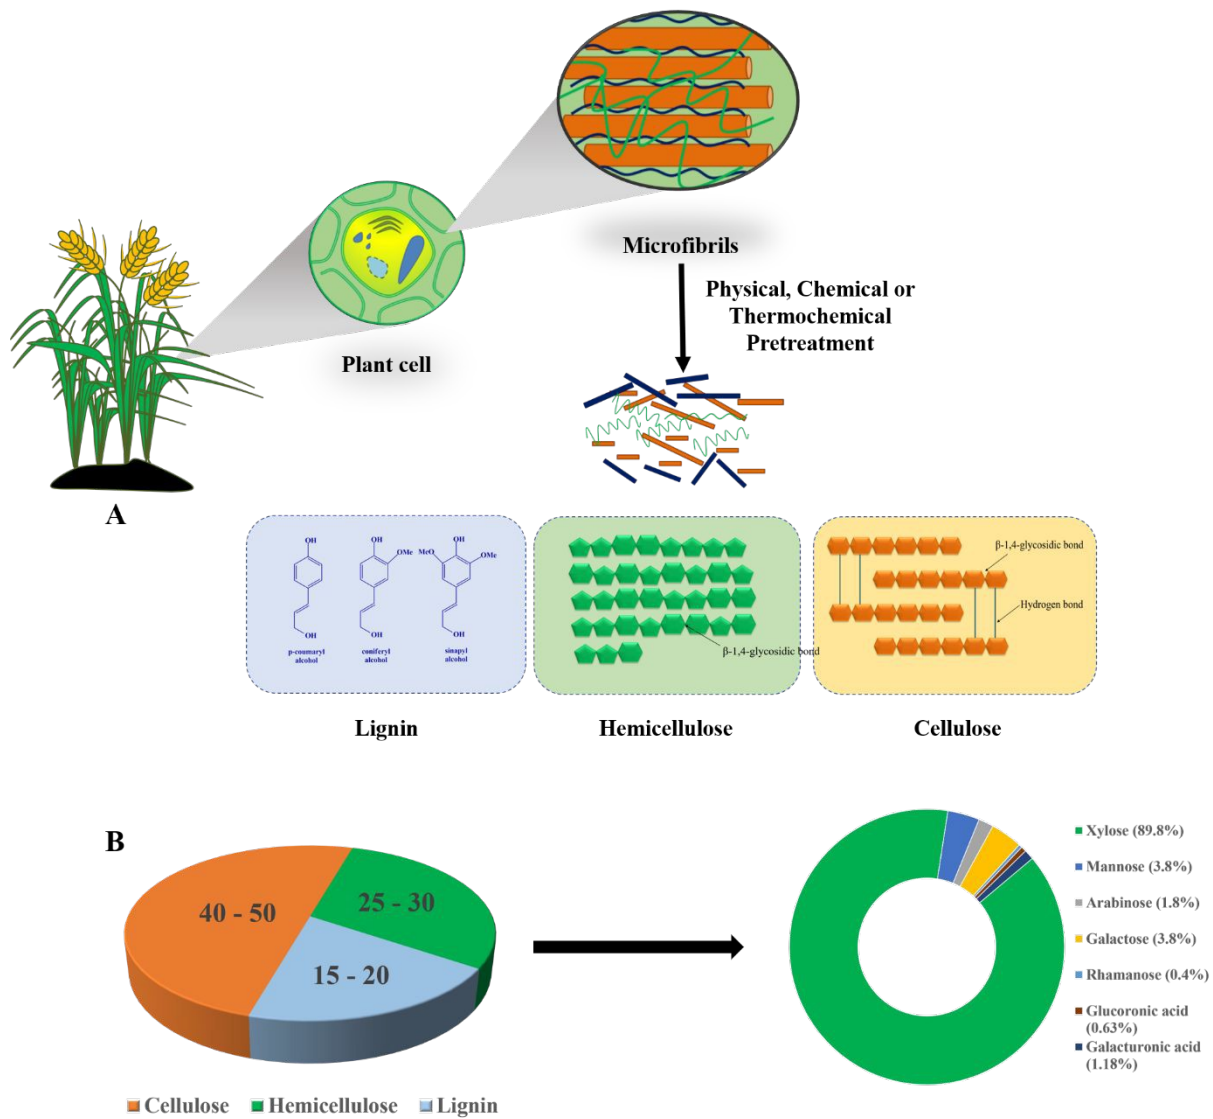 Microfibrils
Physical, Chemical or
Thermochemical
Pretreatment
Plant cell
A
OH
OH
p-coumaryl
alcohol
OH
OMe
OH
coniferyl
alcohol
OH
MeO
OMe
OH
sinapyl
alcohol
β-1,4-glycosidic bond
β-1,4-glycosidic bond
Hydrogen bond
Lignin
Hemicellulose
Cellulose
B
40 - 50
25 - 30
15 - 20
Cellulose
Hemicellulose
Lignin
Xylose (89.8%)
Mannose (3.8%)
Arabinose (1.8%)
Galactose (3.8%)
Rhamanose (0.4%)
Glucoronic acid
(0.63%)
Galacturonic acid
(1.18%)